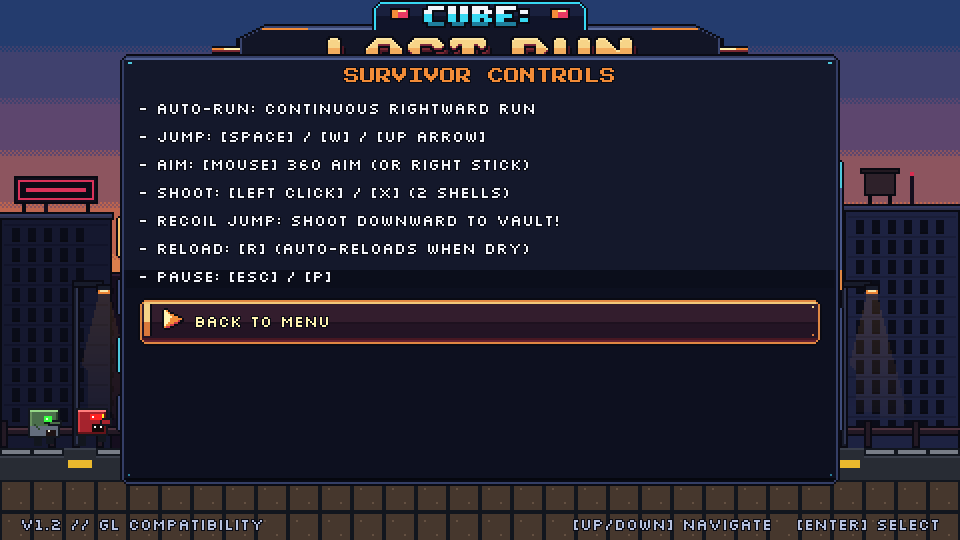 CUBE:
LAST RUN
SURVIVOR CONTROLS
- AUTO-RUN: CONTINUOUS RIGHTWARD RUN
- JUMP: [SPACE] / [W] / [UP ARROW]
- AIM: [MOUSE] 360 AIM (OR RIGHT STICK)
- SHOOT: [LEFT CLICK] / [X] (2 SHELLS)
- RECOIL JUMP: SHOOT DOWNWARD TO VAULT!
- RELOAD: [R] (AUTO-RELOADS WHEN DRY)
- PAUSE: [ESC] / [P]
BACK TO MENU
V1.2 // GL COMPATIBILITY
[UP/DOWN] NAVIGATE [ENTER] SELECT